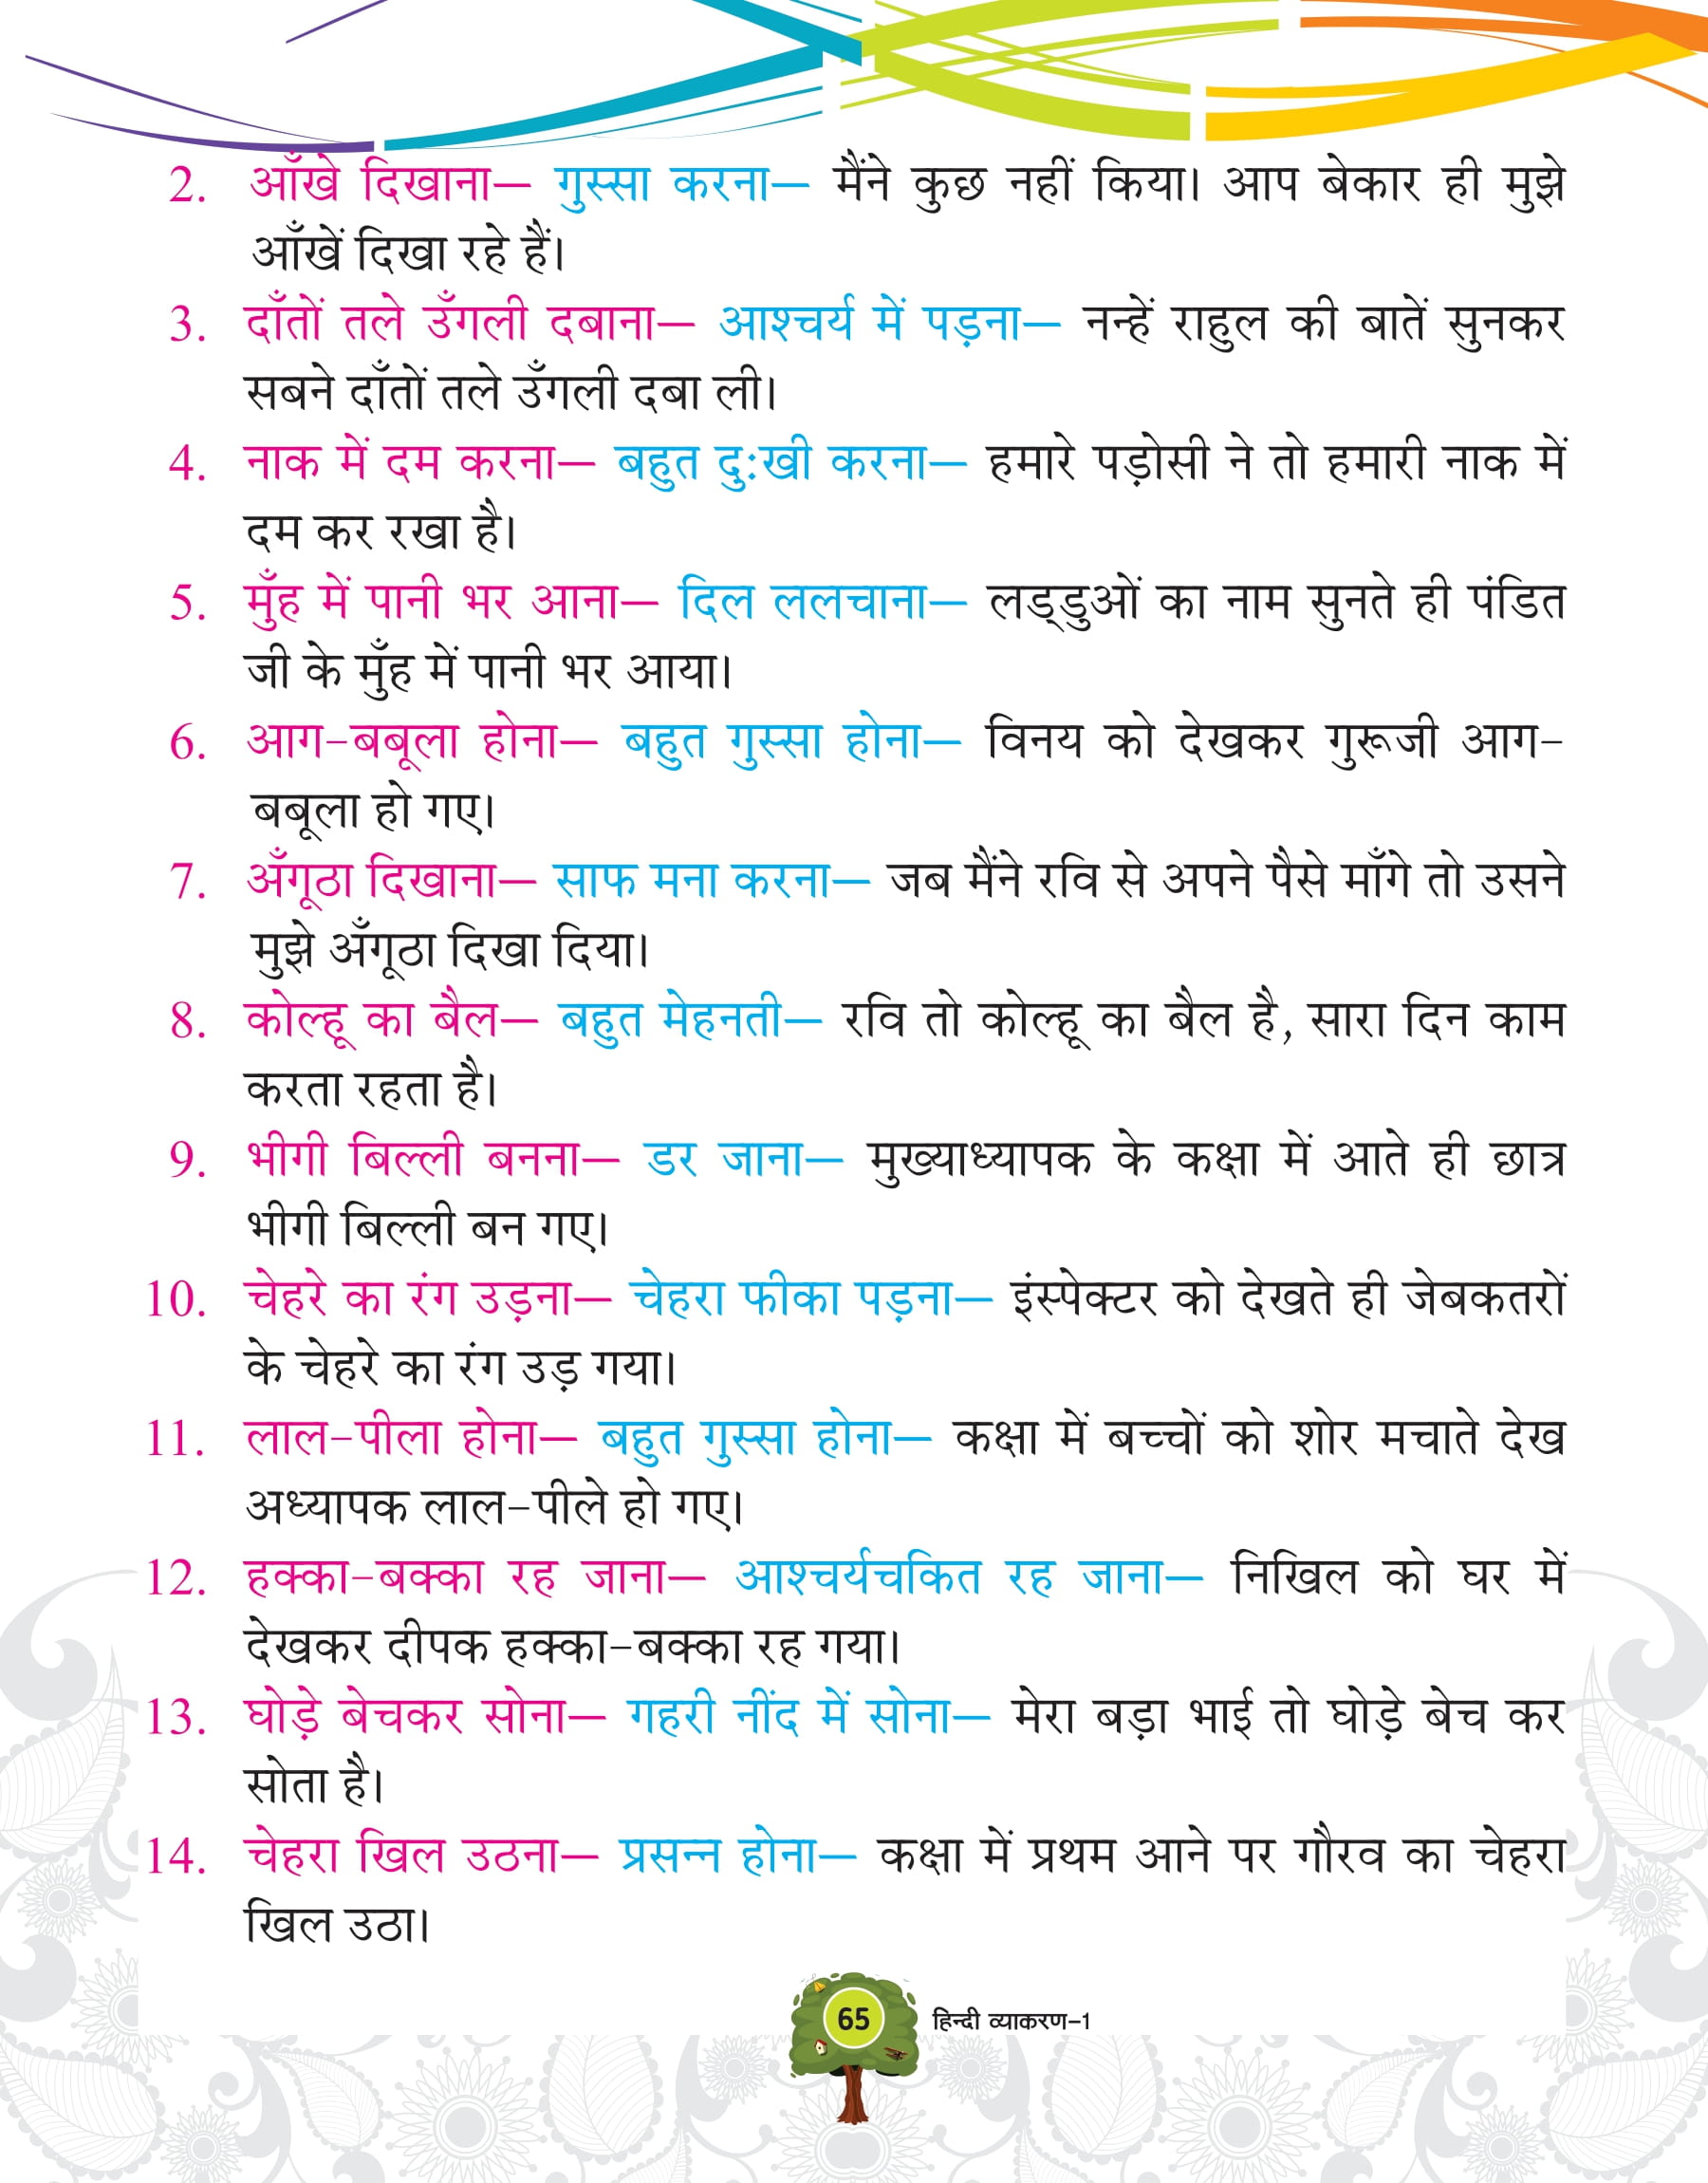 2. आँखे दिखाना— गुस्सा करना— मैंने कुछ नहीं किया। आप बेकार ही मुझे
आँखें दिखा रहे हैं।
3. दाँतों तले उँगली दबाना— आश्चर्य में पड़ना— नन्हें राहुल की बातें सुनकर
सबने दाँतों तले उँगली दबा ली।
4. नाक में दम करना— बहुत दुःखी करना— हमारे पड़ोसी ने तो हमारी नाक में
दम कर रखा है।
5. मुँह में पानी भर आना— दिल ललचाना— लड्डुओं का नाम सुनते ही पंडित
जी के मुँह में पानी भर आया।
6. आग-बबूला होना— बहुत गुस्सा होना— विनय को देखकर गुरूजी आग-
बबूला हो गए।
7. अँगूठा दिखाना— साफ मना करना— जब मैंने रवि से अपने पैसे माँगे तो उसने
मुझे अँगूठा दिखा दिया।
8. कोल्हू का बैल— बहुत मेहनती— रवि तो कोल्हू का बैल है, सारा दिन काम
करता रहता है।
9. भीगी बिल्ली बनना— डर जाना— मुख्याध्यापक के कक्षा में आते ही छात्र
भीगी बिल्ली बन गए।
10. चेहरे का रंग उड़ना— चेहरा फीका पड़ना— इंस्पेक्टर को देखते ही जेबकतरों
के चेहरे का रंग उड़ गया।
11. लाल-पीला होना— बहुत गुस्सा होना— कक्षा में बच्चों को शोर मचाते देख
अध्यापक लाल-पीले हो गए।
12. हक्का-बक्का रह जाना— आश्चर्यचकित रह जाना— निखिल को घर में
देखकर दीपक हक्का-बक्का रह गया।
13. घोड़े बेचकर सोना— गहरी नींद में सोना— मेरा बड़ा भाई तो घोड़े बेच कर
सोता है।
14. चेहरा खिल उठना— प्रसन्न होना— कक्षा में प्रथम आने पर गौरव का चेहरा
खिल उठा।
65 हिन्दी व्याकरण-1